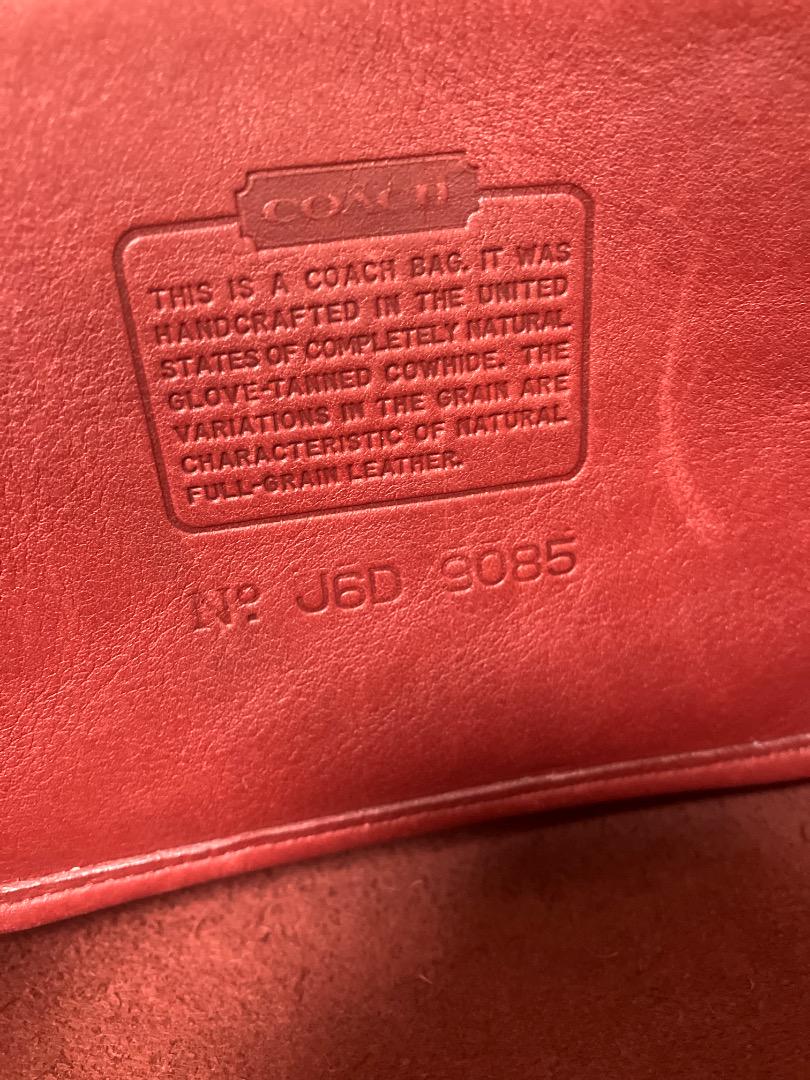 COACH
THIS IS A COACH BAG. IT WAS
HANDCRAFTED IN THE UNITED
STATES OF COMPLETELY NATURAL
GLOVE-TANNED COWHIDE. THE
VARIATIONS IN THE GRAIN ARE
CHARACTERISTIC OF NATURAL
FULL-GRAIN LEATHER.
Nº. J6D 9085